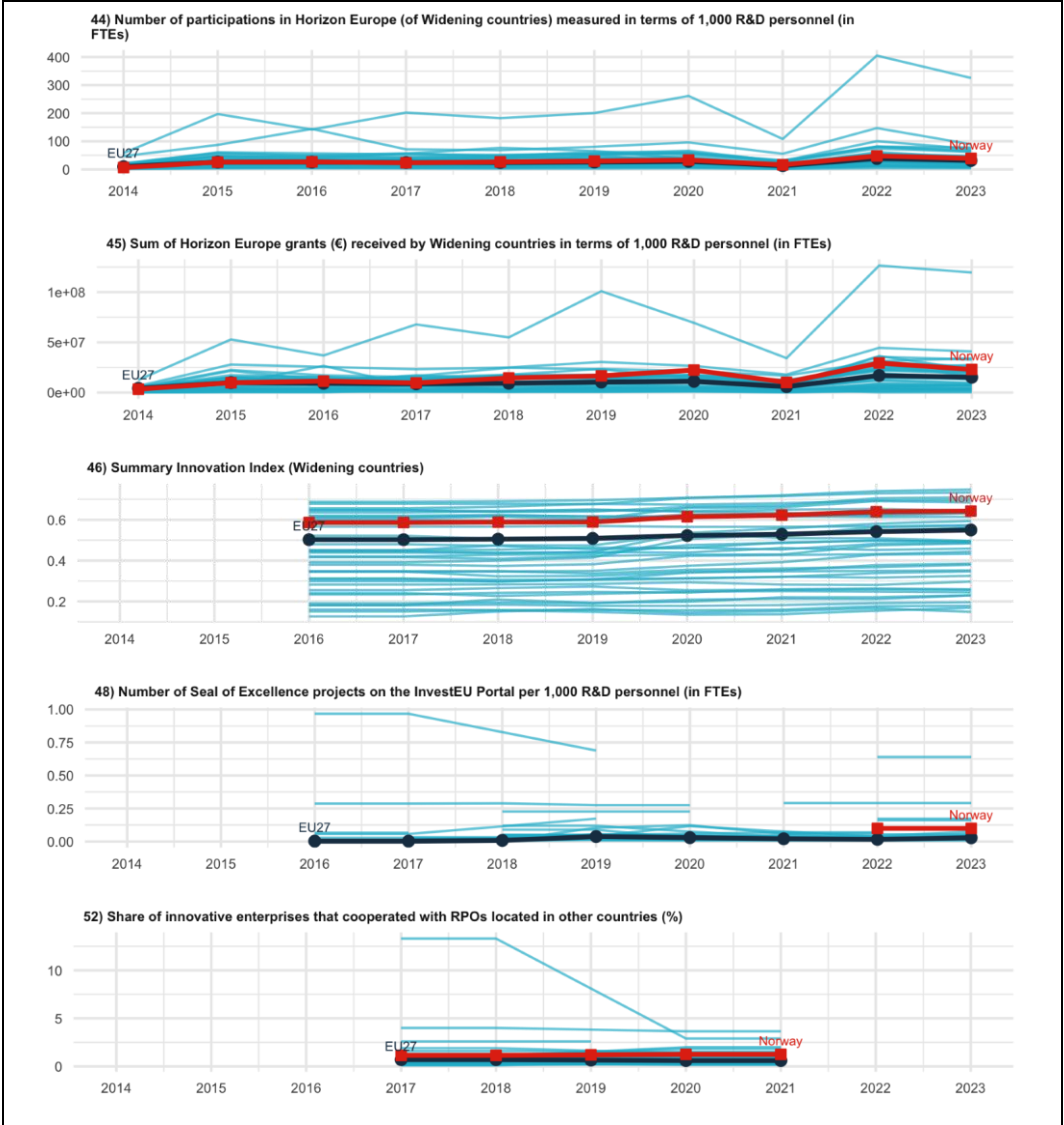 44) Number of participations in Horizon Europe (of Widening countries) measured in terms of 1,000 R&D personnel (in
FTEs)
400
300
200
100
0
EU27
Norway
2014 2015 2016 2017 2018 2019 2020 2021 2022 2023
45) Sum of Horizon Europe grants (€) received by Widening countries in terms of 1,000 R&D personnel (in FTEs)
1e+08
5e+07
0e+00
EU27
Norway
2014 2015 2016 2017 2018 2019 2020 2021 2022 2023
46) Summary Innovation Index (Widening countries)
0.6
0.4
0.2
EU27
Norway
2014 2015 2016 2017 2018 2019 2020 2021 2022 2023
48) Number of Seal of Excellence projects on the InvestEU Portal per 1,000 R&D personnel (in FTEs)
1.00
0.75
0.50
0.25
0.00
EU27
Norway
2014 2015 2016 2017 2018 2019 2020 2021 2022 2023
52) Share of innovative enterprises that cooperated with RPOs located in other countries (%)
10
5
0
EU27
Norway
2014 2015 2016 2017 2018 2019 2020 2021 2022 2023